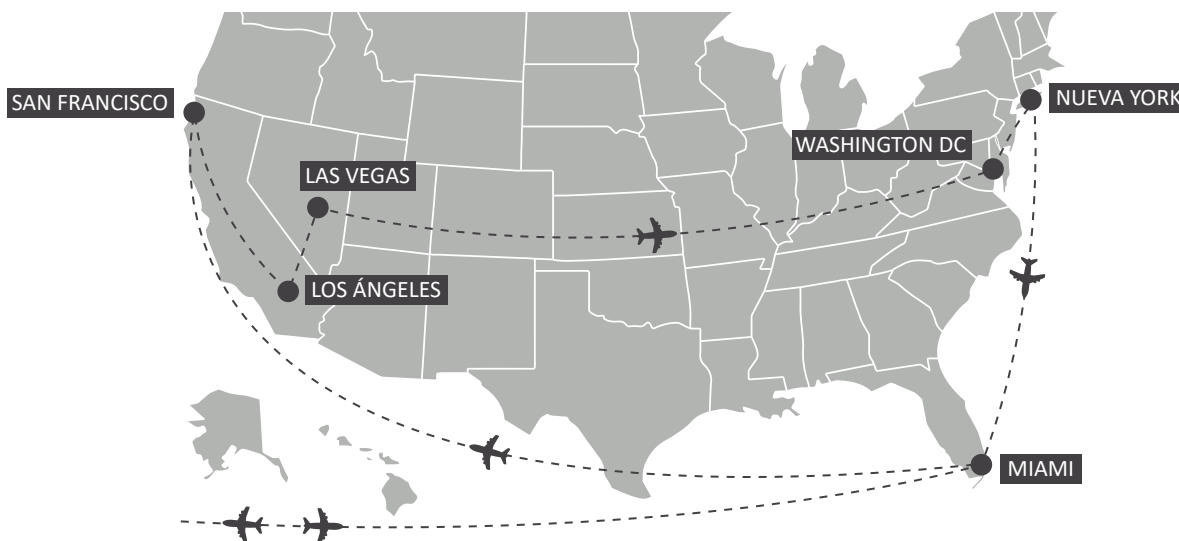 SAN FRANCISCO
NUEVA YORK
WASHINGTON DC
LAS VEGAS
LOS ÁNGELES
MIAMI